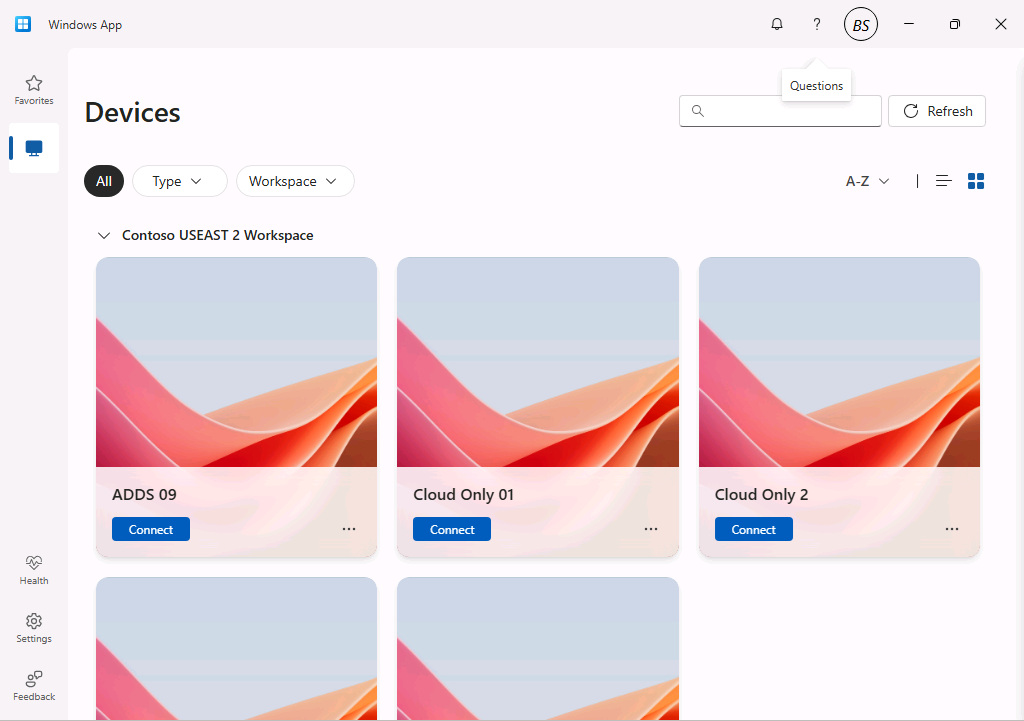 Windows App
?
BS
Questions
Favorites
Devices
Refresh
All
Type
Workspace
A-Z
Contoso USEAST 2 Workspace
ADDS 09
Connect
Cloud Only 01
Connect
Cloud Only 2
Connect
Health
Settings
Feedback